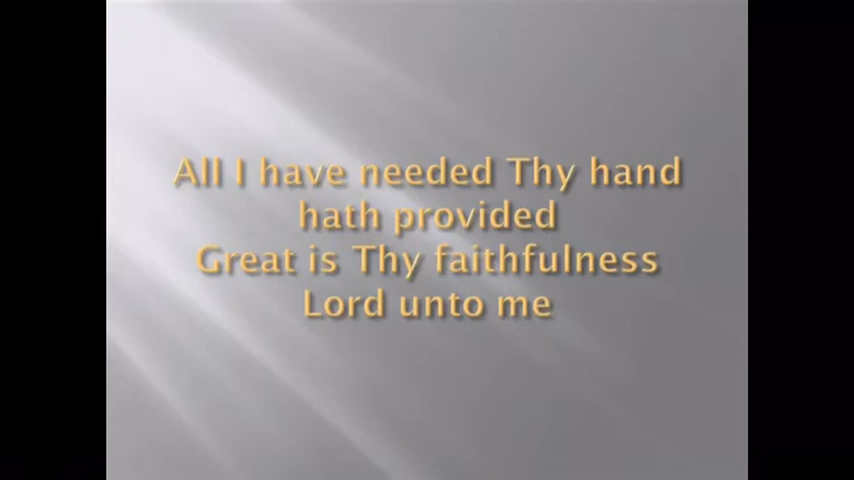 All I have needed Thy hand
hath provided
Great is Thy faithfulness
Lord unto me